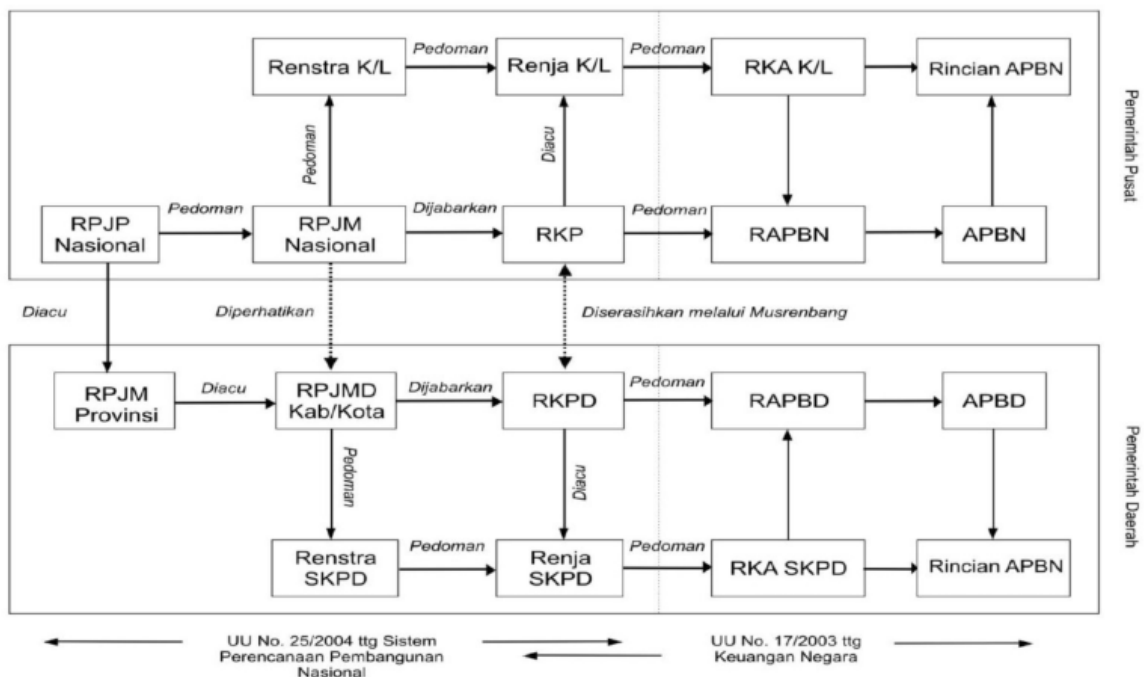 Pedoman
Pedoman
Renstra K/L
Renja K/L
RKA K/L
Rincian APBN
Pedoman
Diacu
Pemerintah Pusat
RPJP
Nasional
Pedoman
RPJM
Nasional
Dijabarkan
RKP
Pedoman
RAPBN
APBN
Diacu
Diperhatikan
Diserasihkan melalui Musrenbang
RPJM
Provinsi
Diacu
RPJMD
Kab/Kota
Dijabarkan
RKPD
Pedoman
RAPBD
APBD
Pedoman
Diacu
Pemerintah Daerah
Renstra
SKPD
Pedoman
Renja
SKPD
Pedoman
RKA SKPD
Rincian APBN
UU No. 25/2004 ttg Sistem
Perencanaan Pembangunan
Nasional
UU No. 17/2003 ttg
Keuangan Negara